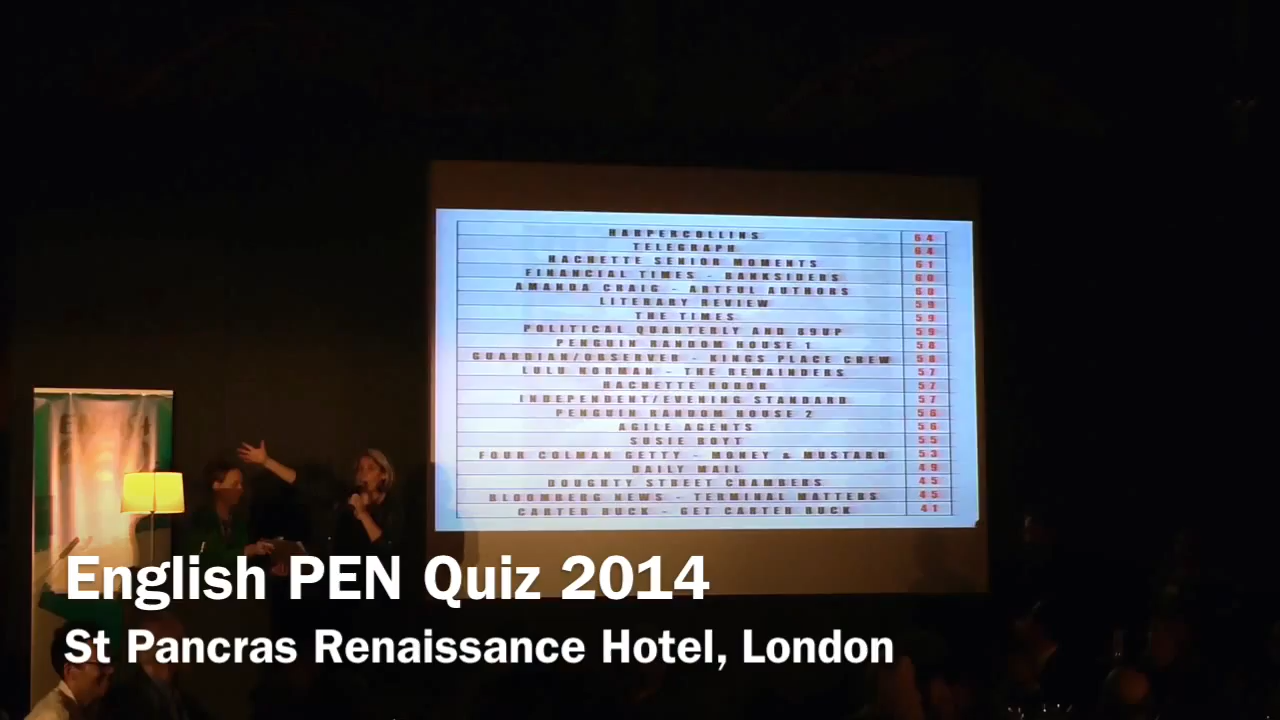 HARPERCOLLINS 64
TELEGRAPH 64
HACHETTE SENIOR MOMENTS 61
FINANCIAL TIMES - BANKSIDERS 60
AMANDA CRAIG - ARTFUL AUTHORS 60
LITERARY REVIEW 59
THE TIMES 59
POLITICAL QUARTERLY AND 89UP 59
PENGUIN RANDOM HOUSE 1 58
GUARDIAN/OBSERVER - KINGS PLACE CREW 58
LULU NORMAN - THE REMAINDERS 57
HACHETTE HODOR 57
INDEPENDENT/EVENING STANDARD 57
PENGUIN RANDOM HOUSE 2 56
AGILE AGENTS 56
SUSIE BOYT 55
FOUR COLMAN GETTY - MONEY & MUSTARD 53
DAILY MAIL 49
DOUGHTY STREET CHAMBERS 45
BLOOMBERG NEWS - TERMINAL MATTERS 45
CARTER RUCK - GET CARTER RUCK 41
English PEN Quiz 2014
St Pancras Renaissance Hotel, London